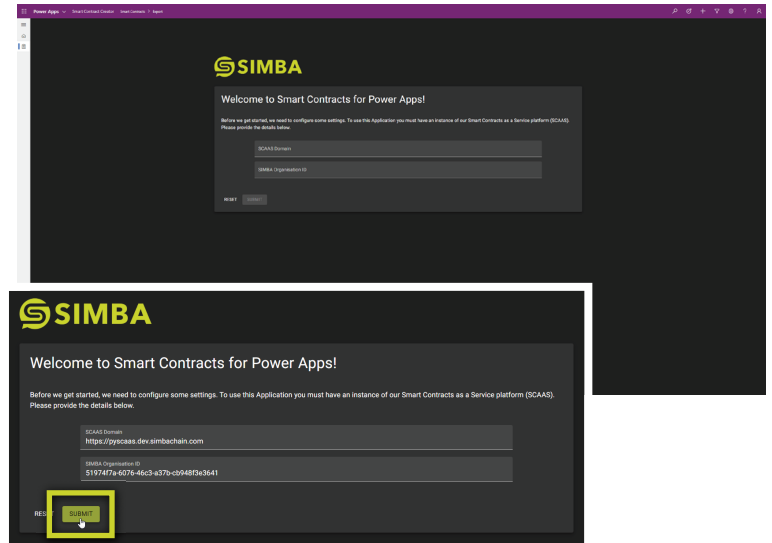 Power Apps
Smart Contract Creator
Smart Contracts > Export
SIMBA
Welcome to Smart Contracts for Power Apps!
Before we get started, we need to configure some settings. To use this Application you must have an instance of our Smart Contracts as a Service platform (SCAAS).
Please provide the details below.
SCAAS Domain
SIMBA Organisation ID
RESET SUBMIT
SIMBA
Welcome to Smart Contracts for Power Apps!
Before we get started, we need to configure some settings. To use this Application you must have an instance of our Smart Contracts as a Service platform (SCAAS).
Please provide the details below.
SCAAS Domain
https://pyscaas.dev.simbachain.com
SIMBA Organisation ID
51974f7a-6076-46c3-a37b-cb948f3e3641
RESET SUBMIT